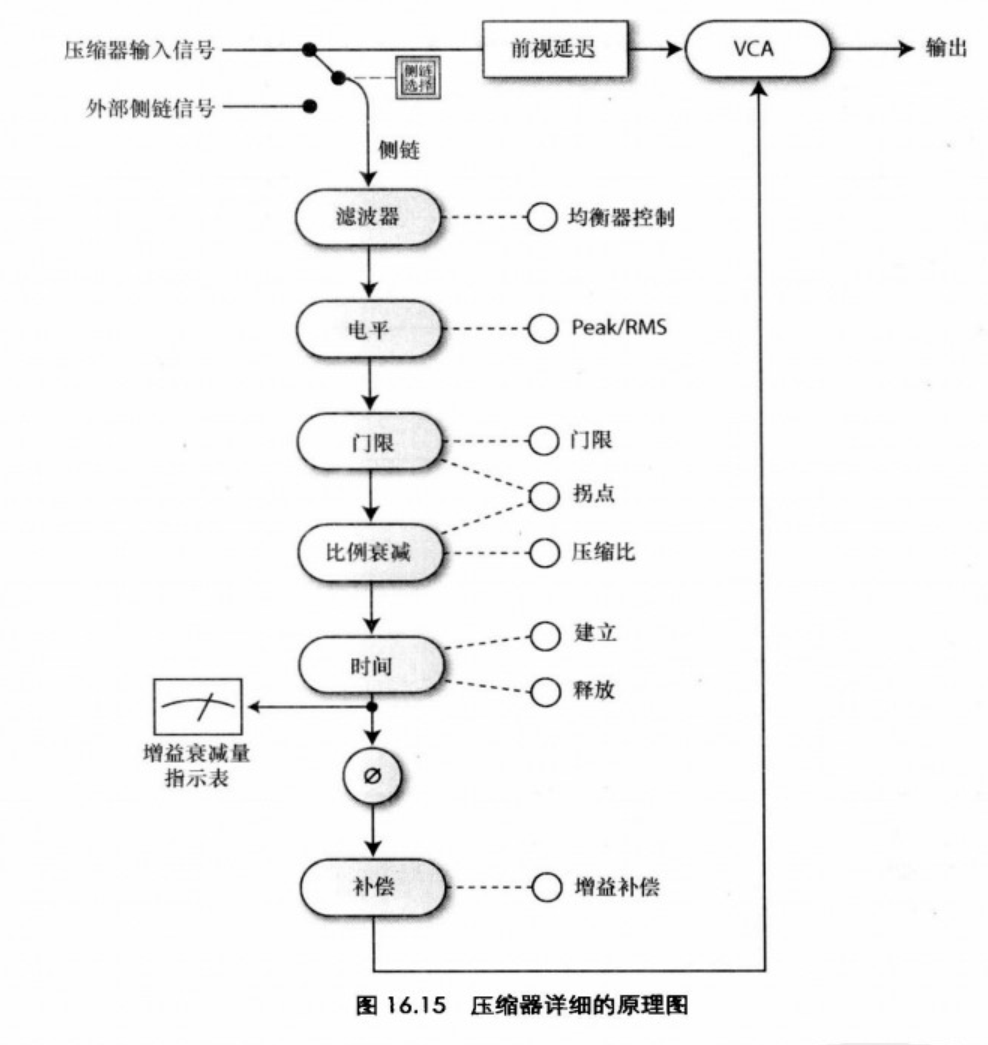 压缩器输入信号
前视延迟
VCA
输出
侧链
选择
外部侧链信号
侧链
滤波器
均衡器控制
电平
Peak/RMS
门限
门限
拐点
比例衰减
压缩比
时间
建立
释放
增益衰减量
指示表
Ø
补偿
增益补偿
图 16.15 压缩器详细的原理图